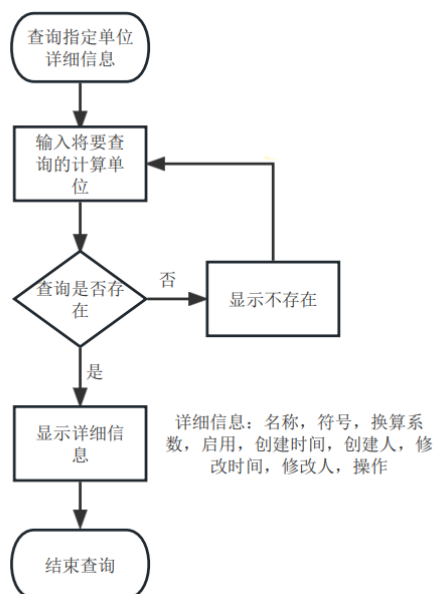 查询指定单位
详细信息
输入将要查
询的计算单
位
查询是否存
在
否
显示不存在
是
显示详细信
息
详细信息：名称，符号，换算系
数，启用，创建时间，创建人，修
改时间，修改人，操作
结束查询